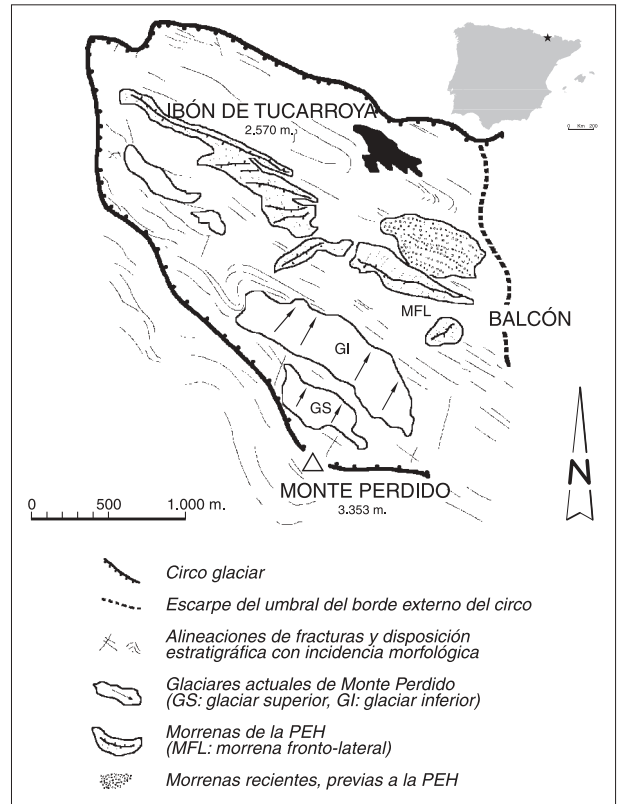 IBÓN DE TUCARROYA
2.570 m.
0 Km 200
MFL
BALCÓN
GI
GS
N
MONTE PERDIDO
3.353 m.
0 500 1.000 m.
Circo glaciar
Escarpe del umbral del borde externo del circo
Alineaciones de fracturas y disposición
estratigráfica con incidencia morfológica
Glaciares actuales de Monte Perdido
(GS: glaciar superior, GI: glaciar inferior)
Morrenas de la PEH
(MFL: morrena fronto-lateral)
Morrenas recientes, previas a la PEH